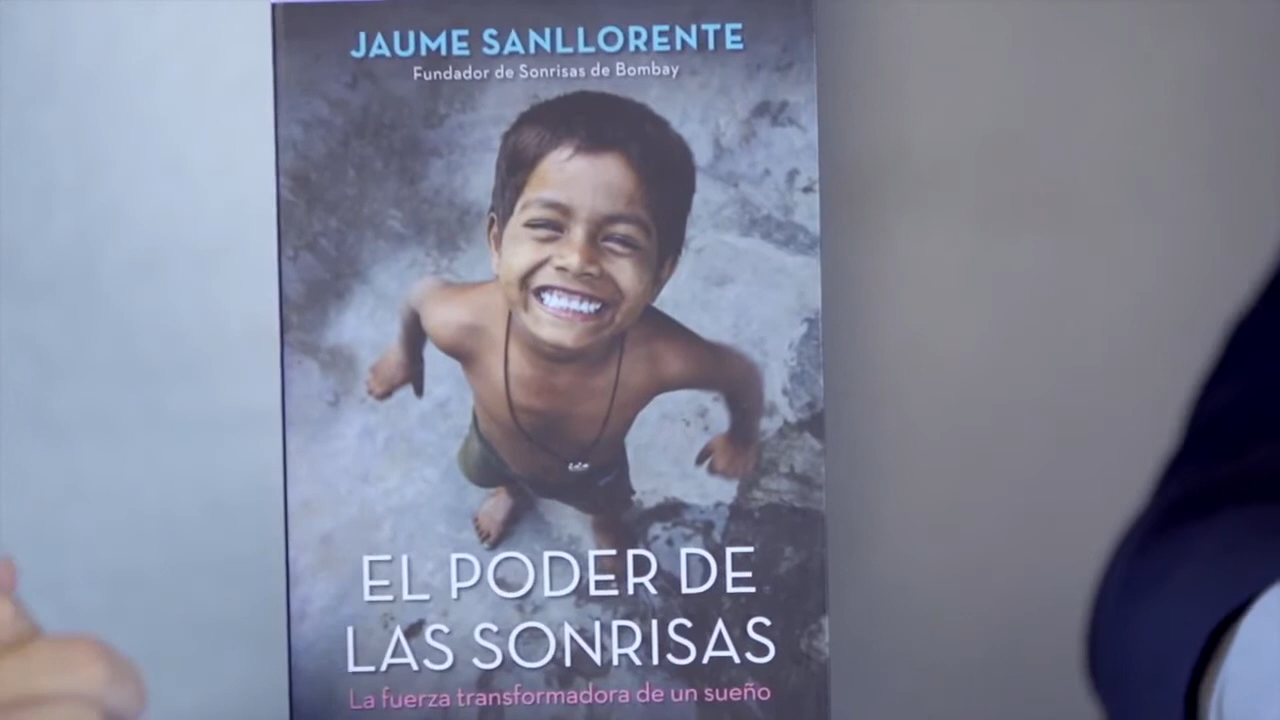 JAUME SANLLORENTE
Fundador de Sonrisas de Bombay
EL PODER DE
LAS SONRISAS
La fuerza transformadora de un sueño